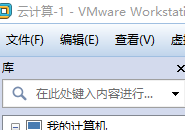 云计算-1 - VMware Workstat
文件(F) 编辑(E) 查看(V)
库
在此处键入内容进行...
我的计算机